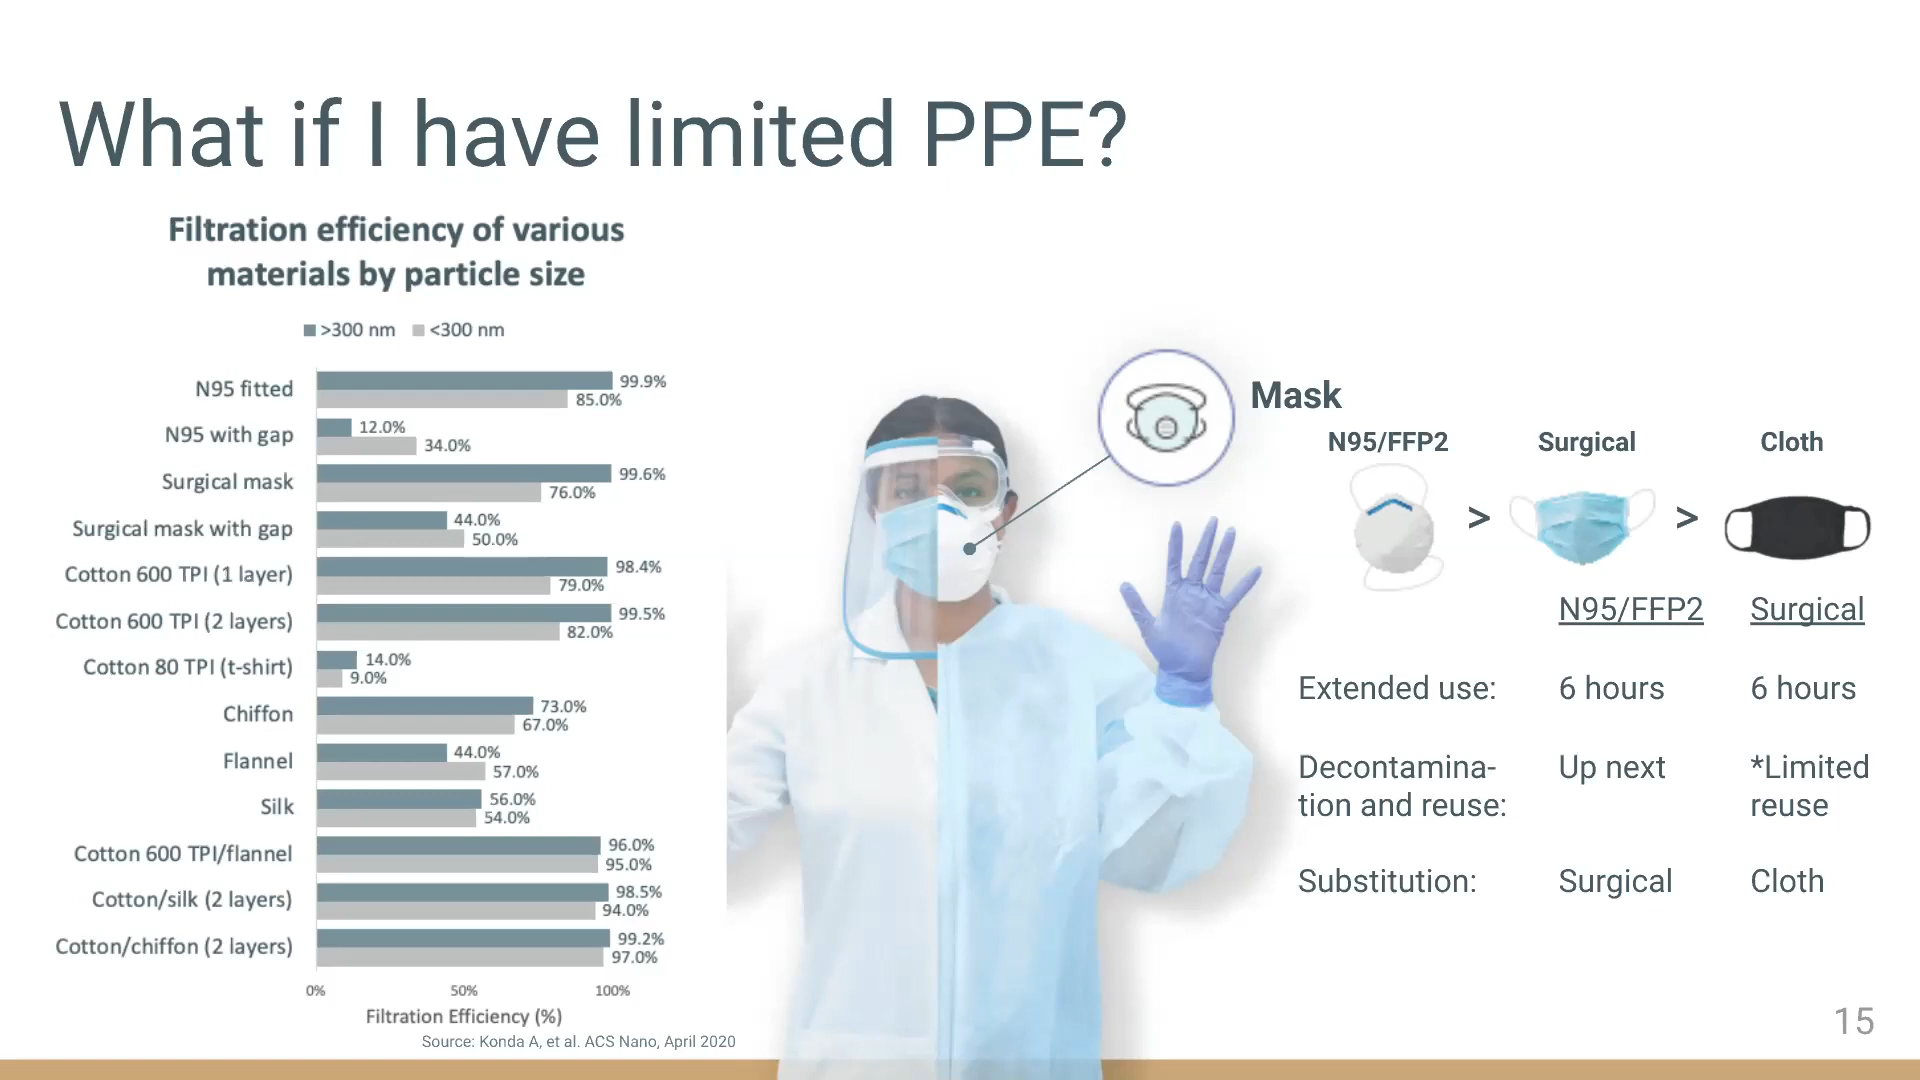 What if I have limited PPE?
Filtration efficiency of various
materials by particle size
>300 nm <300 nm
N95 fitted 99.9% 85.0%
N95 with gap 12.0% 34.0%
Surgical mask 99.6% 76.0%
Surgical mask with gap 44.0% 50.0%
Cotton 600 TPI (1 layer) 98.4% 79.0%
Cotton 600 TPI (2 layers) 99.5% 82.0%
Cotton 80 TPI (t-shirt) 14.0% 9.0%
Chiffon 73.0% 67.0%
Flannel 44.0% 57.0%
Silk 56.0% 54.0%
Cotton 600 TPI/flannel 96.0% 95.0%
Cotton/silk (2 layers) 98.5% 94.0%
Cotton/chiffon (2 layers) 99.2% 97.0%
0% 50% 100%
Filtration Efficiency (%)
Source: Konda A, et al. ACS Nano, April 2020
Mask
N95/FFP2 Surgical Cloth
> >
N95/FFP2 Surgical
Extended use: 6 hours 6 hours
Decontamina- Up next *Limited
tion and reuse: reuse
Substitution: Surgical Cloth
15